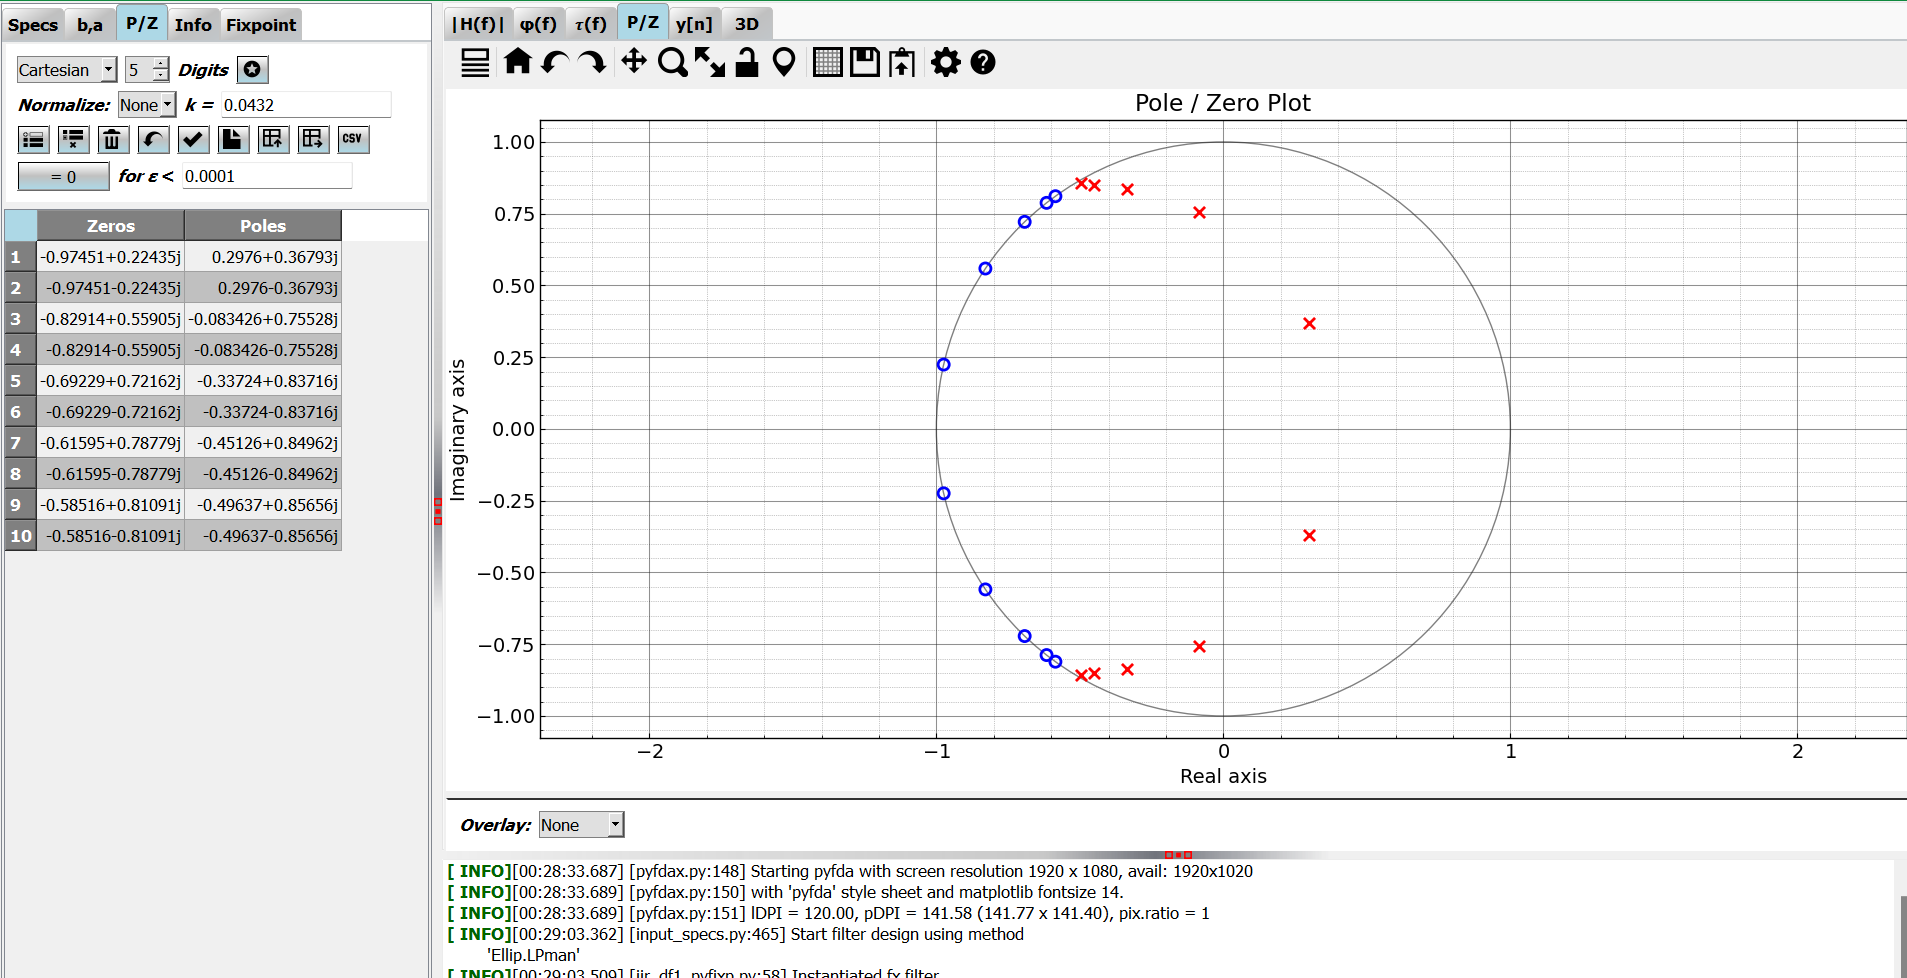 Specs b,a P/Z Info Fixpoint
Cartesian 5 Digits
Normalize: None k = 0.0432
CSV
= 0 for ε < 0.0001
Zeros Poles
1 -0.97451+0.22435j 0.2976+0.36793j
2 -0.97451-0.22435j 0.2976-0.36793j
3 -0.82914+0.55905j -0.083426+0.75528j
4 -0.82914-0.55905j -0.083426-0.75528j
5 -0.69229+0.72162j -0.33724+0.83716j
6 -0.69229-0.72162j -0.33724-0.83716j
7 -0.61595+0.78779j -0.45126+0.84962j
8 -0.61595-0.78779j -0.45126-0.84962j
9 -0.58516+0.81091j -0.49637+0.85656j
10 -0.58516-0.81091j -0.49637-0.85656j
|H(f)| φ(f) τ(f) P/Z y[n] 3D
Pole / Zero Plot
1.00
0.75
0.50
0.25
0.00
−0.25
−0.50
−0.75
−1.00
Imaginary axis
−2 −1 0 1 2
Real axis
Overlay: None
[ INFO][00:28:33.687] [pyfdax.py:148] Starting pyfda with screen resolution 1920 x 1080, avail: 1920x1020
[ INFO][00:28:33.689] [pyfdax.py:150] with 'pyfda' style sheet and matplotlib fontsize 14.
[ INFO][00:28:33.689] [pyfdax.py:151] lDPI = 120.00, pDPI = 141.58 (141.77 x 141.40), pix.ratio = 1
[ INFO][00:29:03.362] [input_specs.py:465] Start filter design using method
'Ellip.LPman'
[ INFO][00:29:03.509] [iir_df1_pyfixp.py:58] Instantiated fx filter